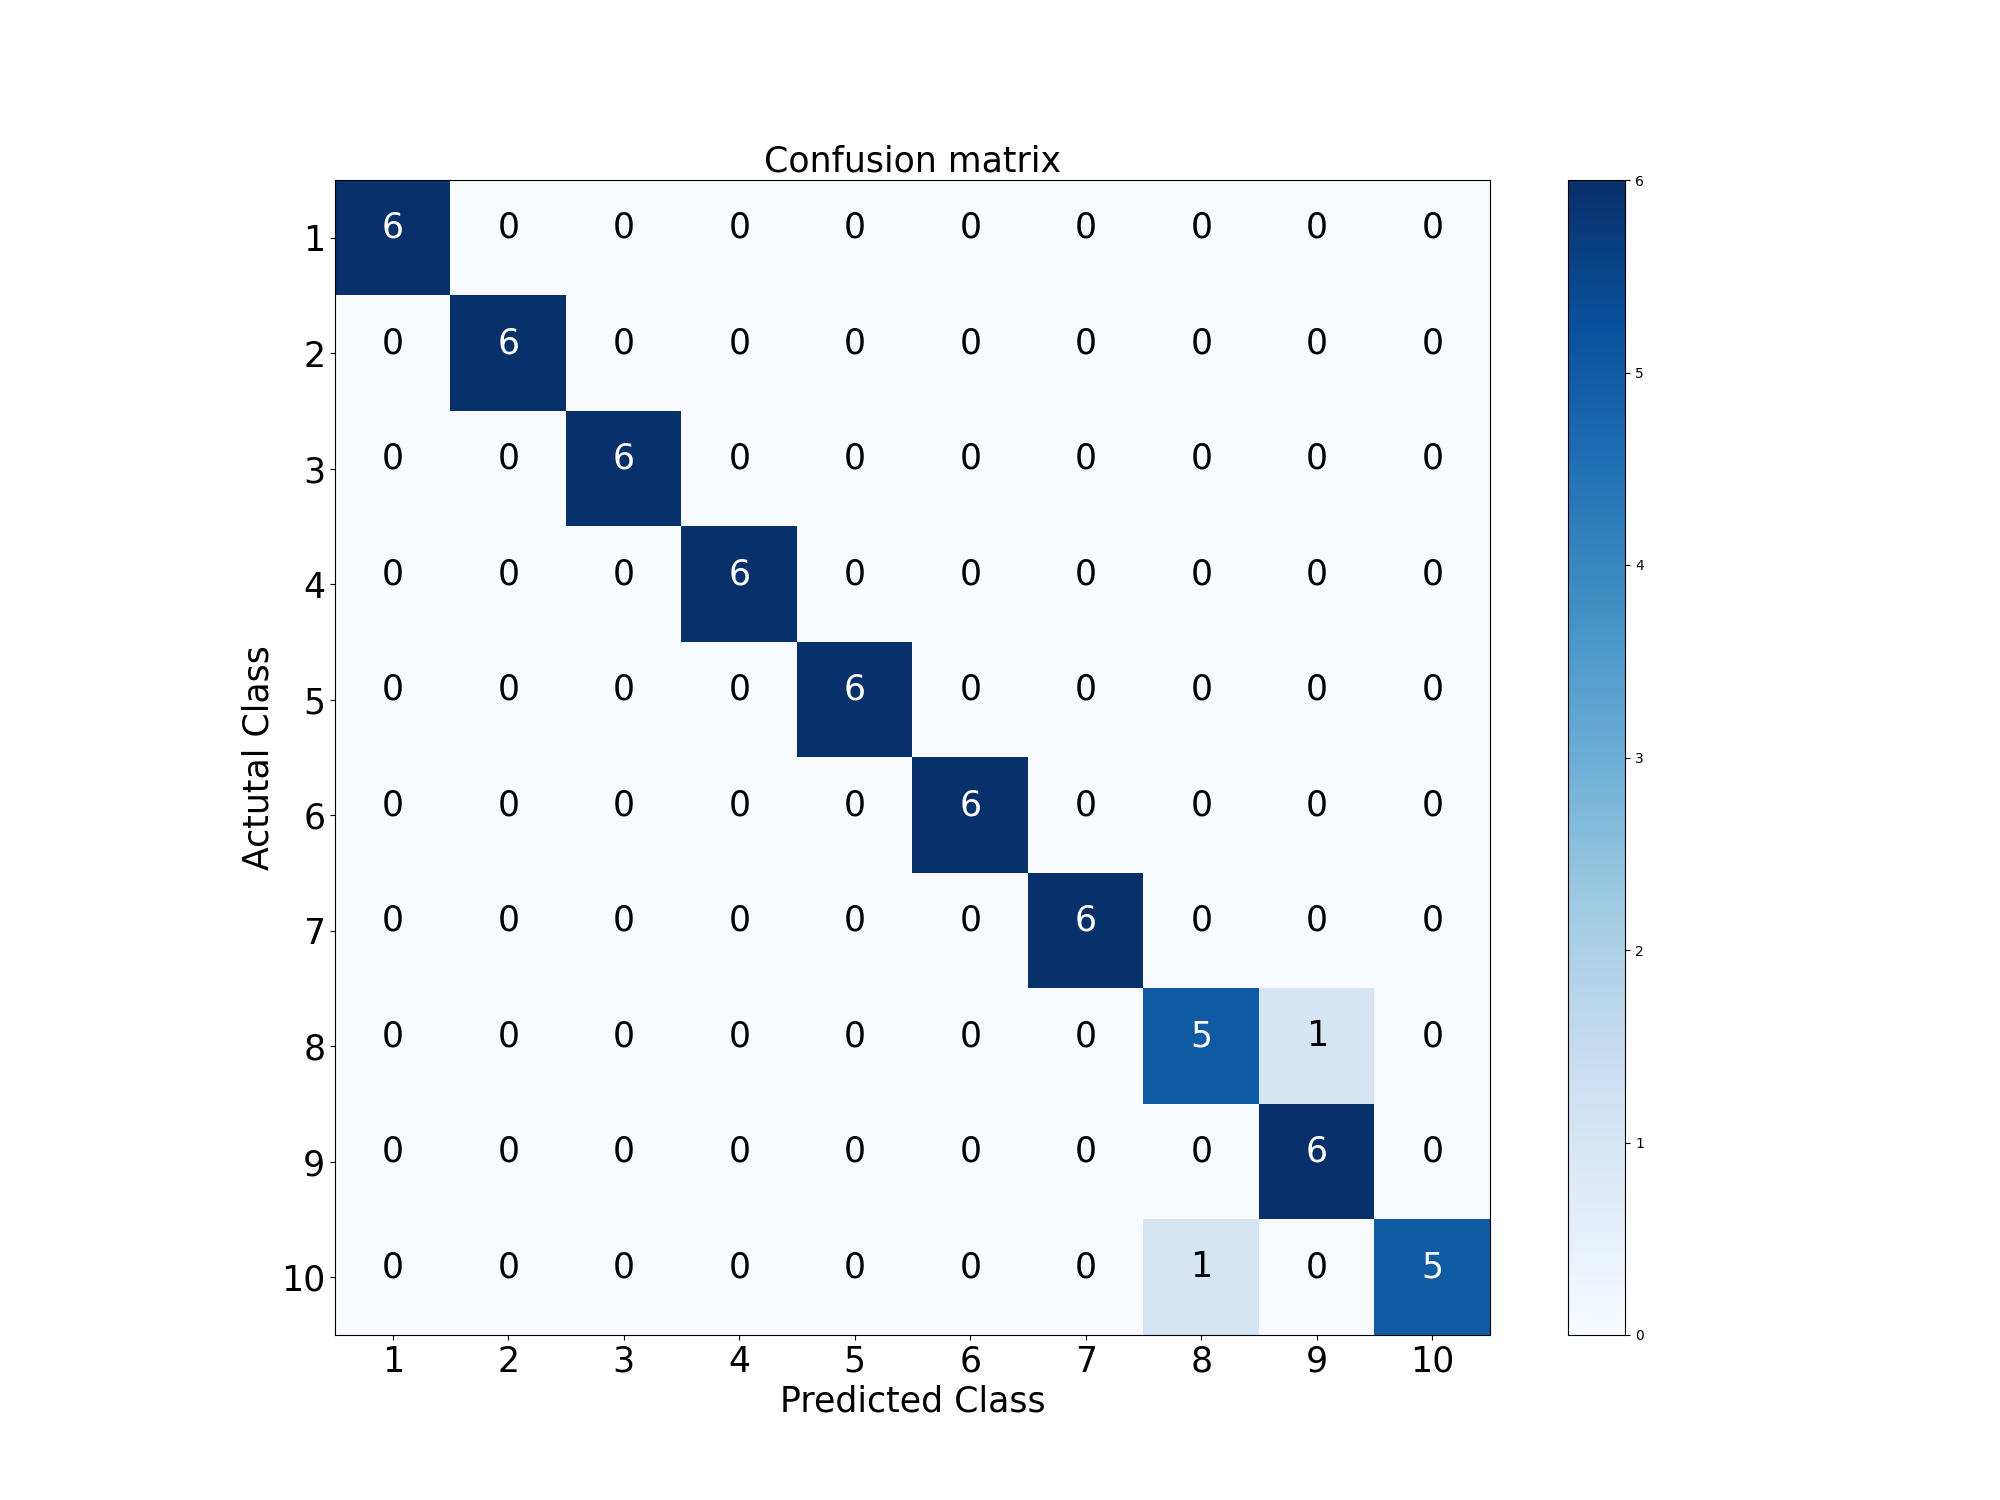 Confusion matrix
1 6 0 0 0 0 0 0 0 0 0
2 0 6 0 0 0 0 0 0 0 0
3 0 0 6 0 0 0 0 0 0 0
4 0 0 0 6 0 0 0 0 0 0
5 0 0 0 0 6 0 0 0 0 0
6 0 0 0 0 0 6 0 0 0 0
7 0 0 0 0 0 0 6 0 0 0
8 0 0 0 0 0 0 0 5 1 0
9 0 0 0 0 0 0 0 0 6 0
10 0 0 0 0 0 0 0 1 0 5
1 2 3 4 5 6 7 8 9 10
Predicted Class
Actutal Class
6
5
4
3
2
1
0